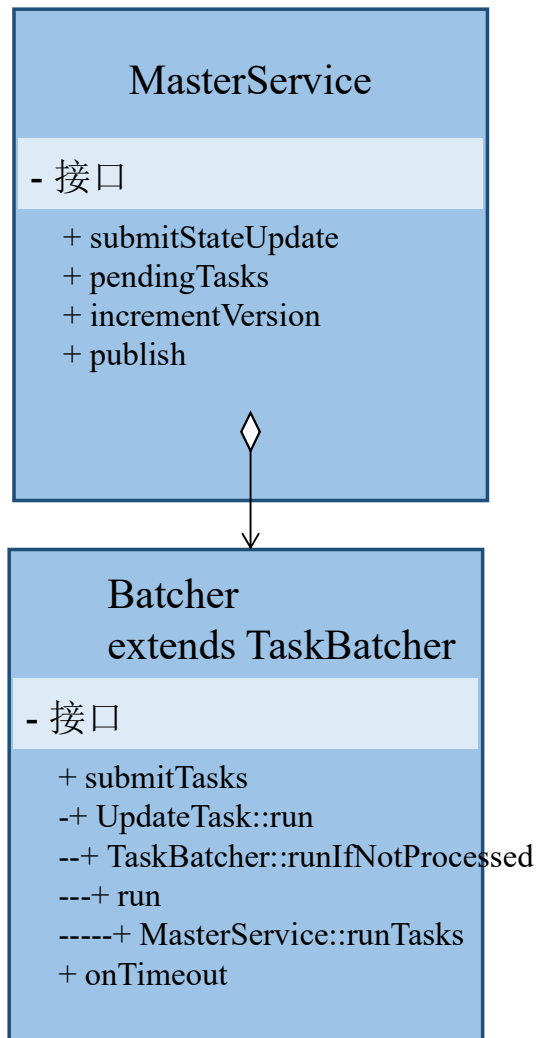 MasterService
- 接口
+ submitStateUpdate
+ pendingTasks
+ incrementVersion
+ publish
Batcher
extends TaskBatcher
- 接口
+ submitTasks
-+ UpdateTask::run
--+ TaskBatcher::runIfNotProcessed
---+ run
-----+ MasterService::runTasks
+ onTimeout